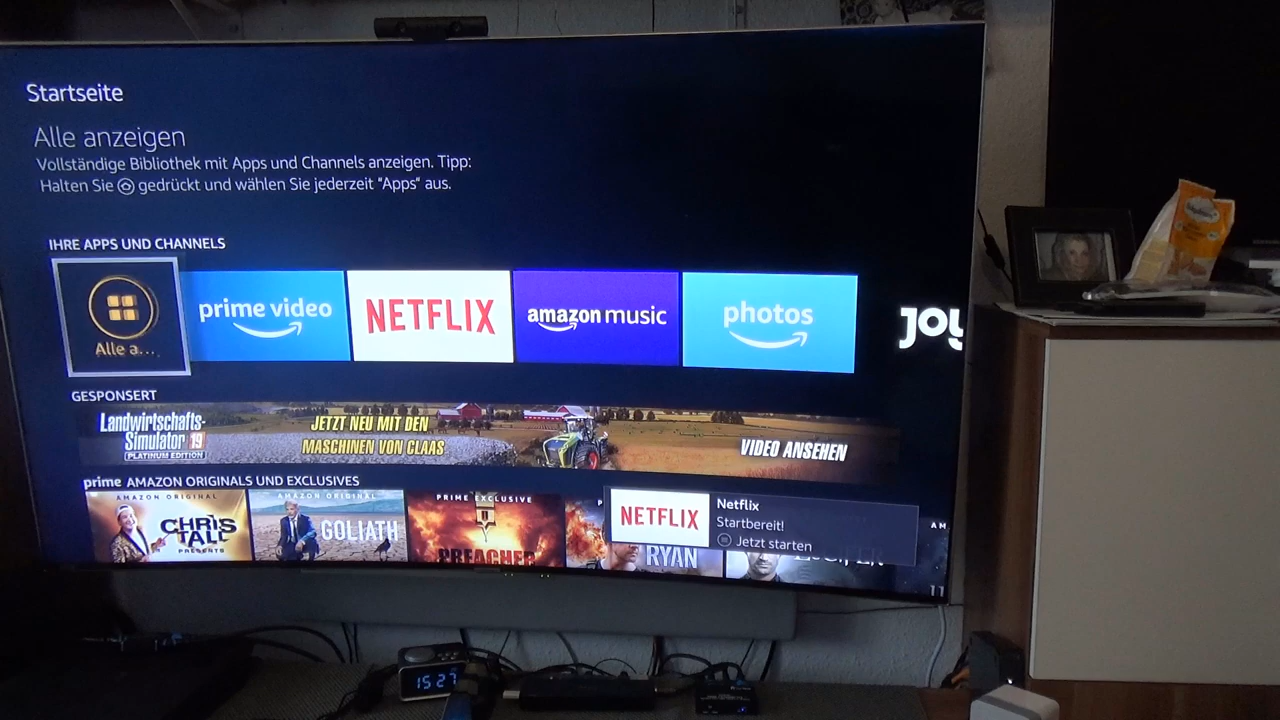 Startseite
Alle anzeigen
Vollständige Bibliothek mit Apps und Channels anzeigen. Tipp:
Halten Sie gedrückt und wählen Sie jederzeit "Apps" aus.
IHRE APPS UND CHANNELS
Alle a...
prime video
NETFLIX
amazon music
photos
JOY
GESPONSERT
Landwirtschafts-
Simulator 19
PLATINUM EDITION
JETZT NEU MIT DEN
MASCHINEN VON CLAAS
VIDEO ANSEHEN
prime AMAZON ORIGINALS UND EXCLUSIVES
AMAZON ORIGINAL
CHRIS
TALL
PRESENTS
AMAZON ORIGINAL
GOLIATH
PRIME EXCLUSIVE
PREACHER
RYAN
NETFLIX
Netflix
Startbereit!
Jetzt starten
LUCIFER
AM
15 27